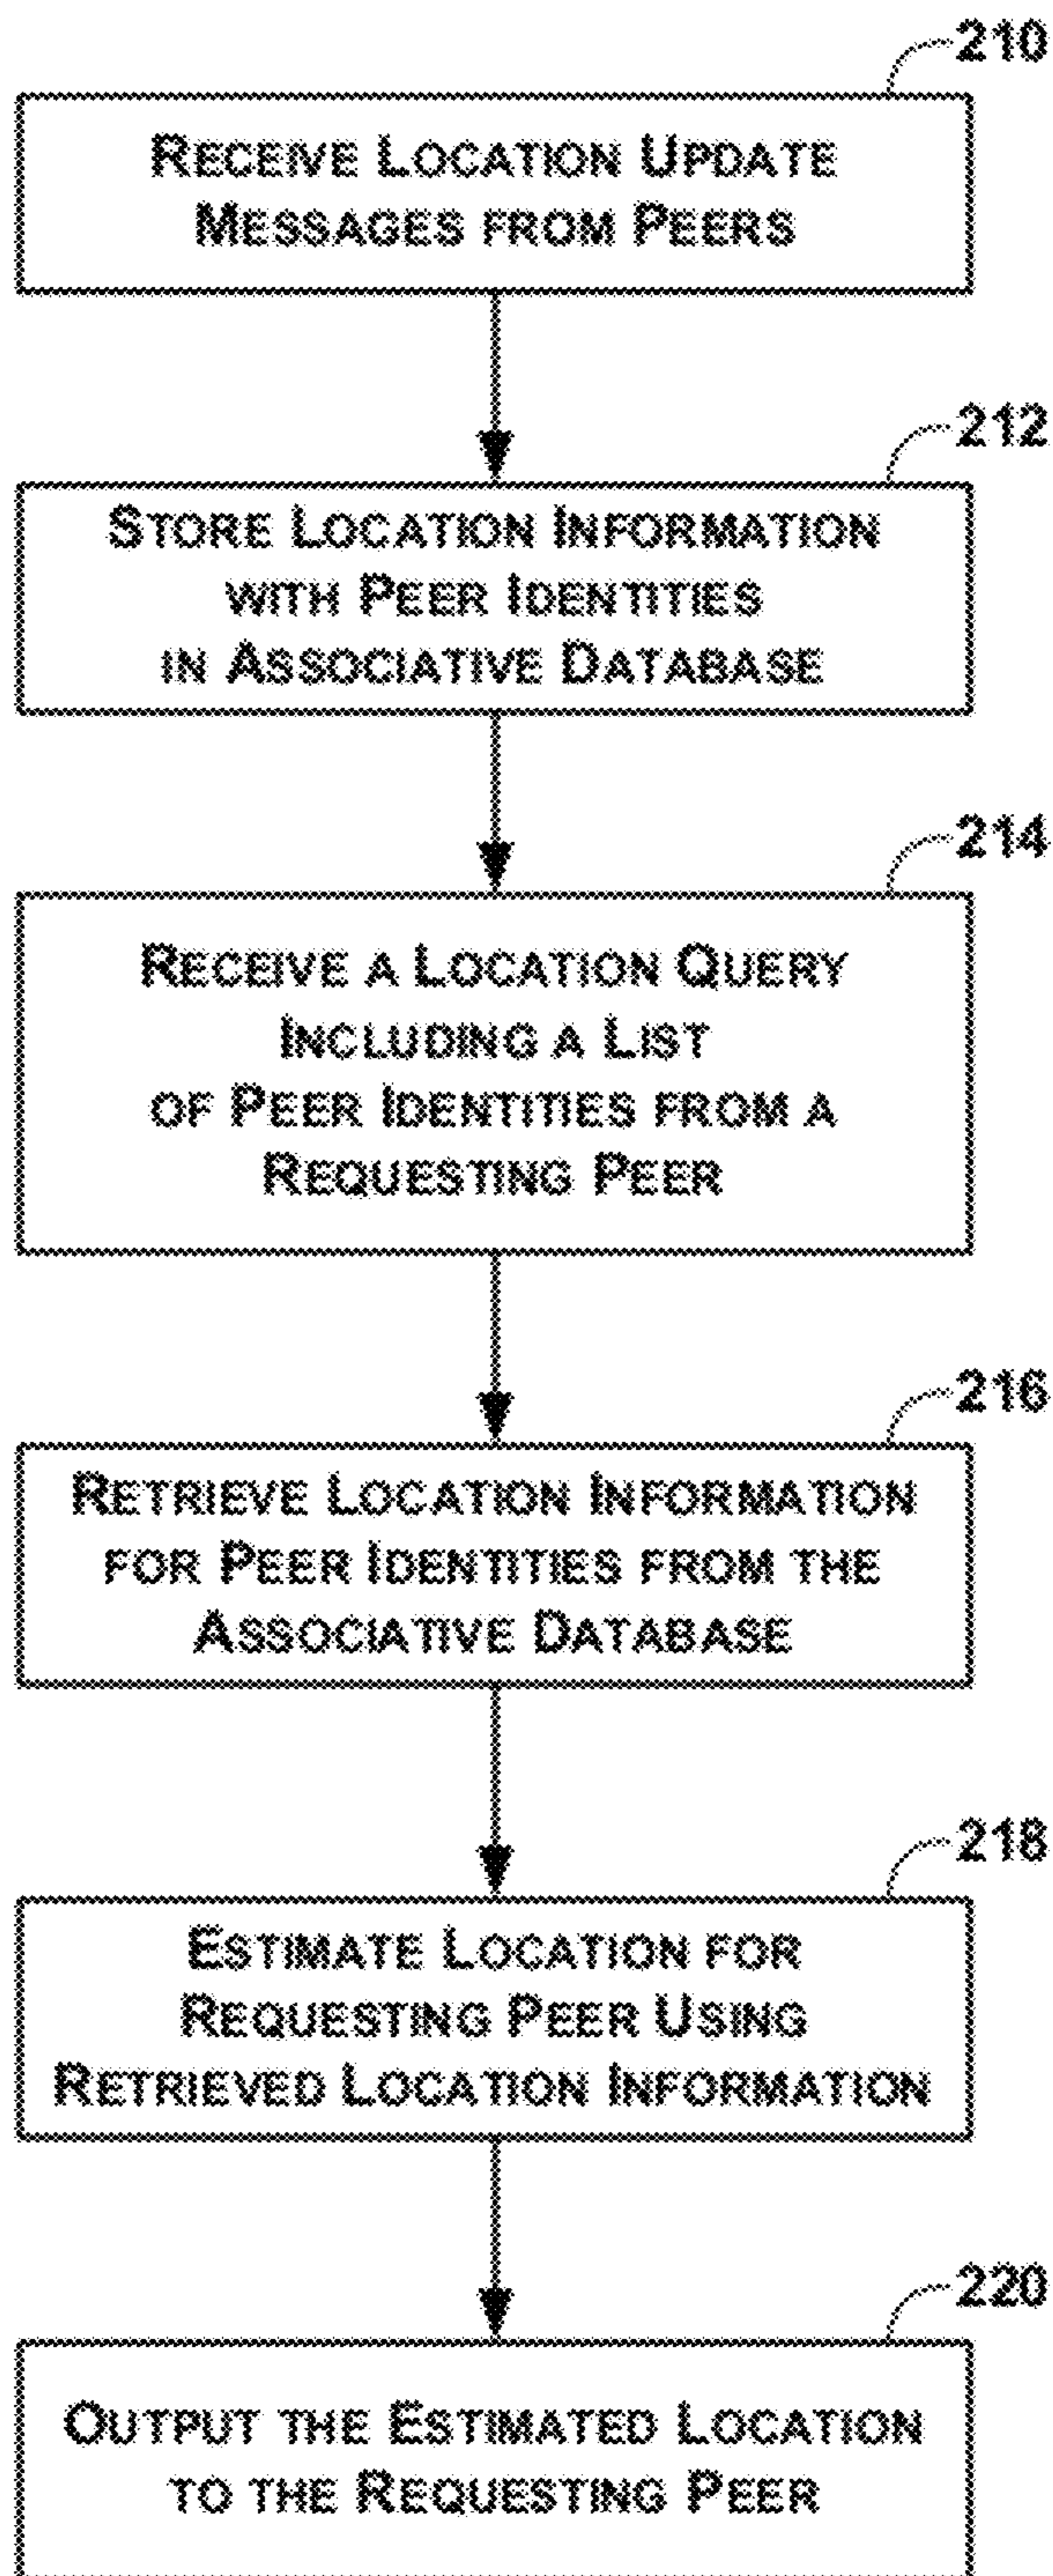 210
RECEIVE LOCATION UPDATE
MESSAGES FROM PEERS
212
STORE LOCATION INFORMATION
WITH PEER IDENTITIES
IN ASSOCIATIVE DATABASE
214
RECEIVE A LOCATION QUERY
INCLUDING A LIST
OF PEER IDENTITIES FROM A
REQUESTING PEER
216
RETRIEVE LOCATION INFORMATION
FOR PEER IDENTITIES FROM THE
ASSOCIATIVE DATABASE
218
ESTIMATE LOCATION FOR
REQUESTING PEER USING
RETRIEVED LOCATION INFORMATION
220
OUTPUT THE ESTIMATED LOCATION
TO THE REQUESTING PEER